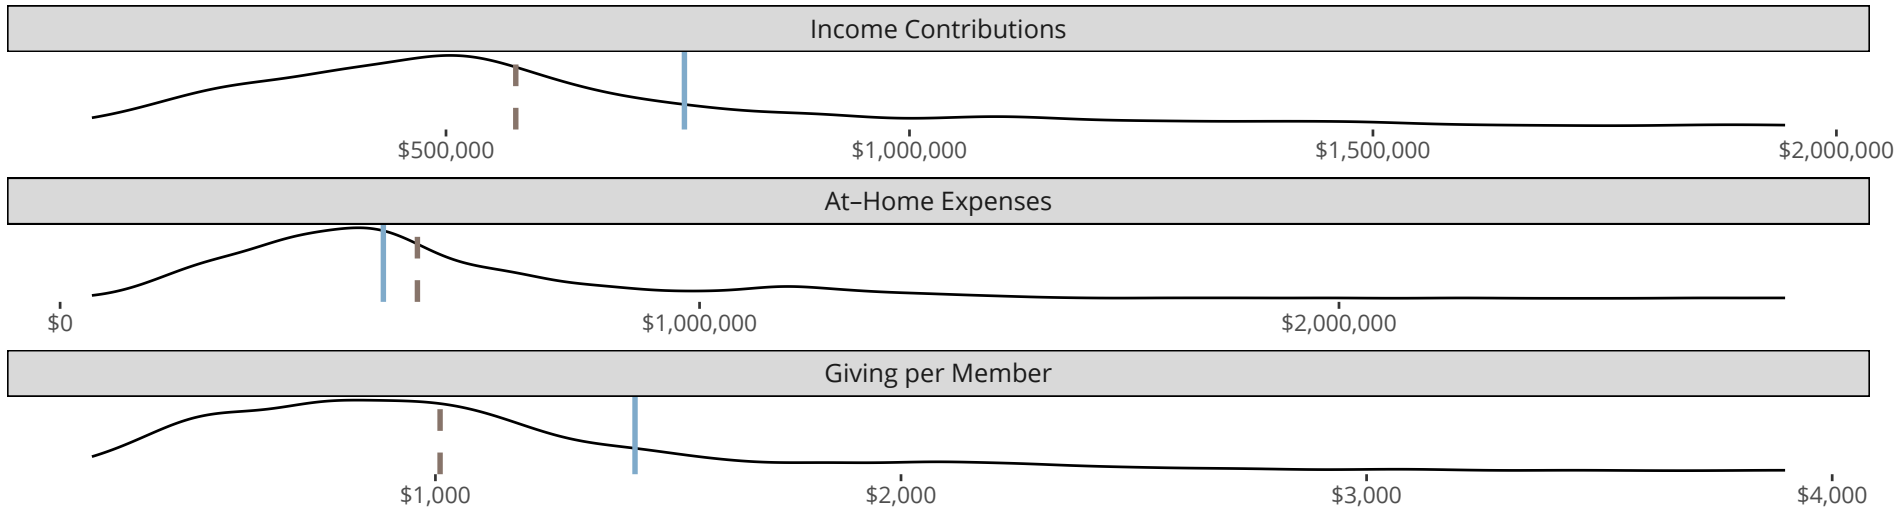 Income Contributions
$500,000 $1,000,000 $1,500,000 $2,000,000
At–Home Expenses
$0 $1,000,000 $2,000,000
Giving per Member
$1,000 $2,000 $3,000 $4,000